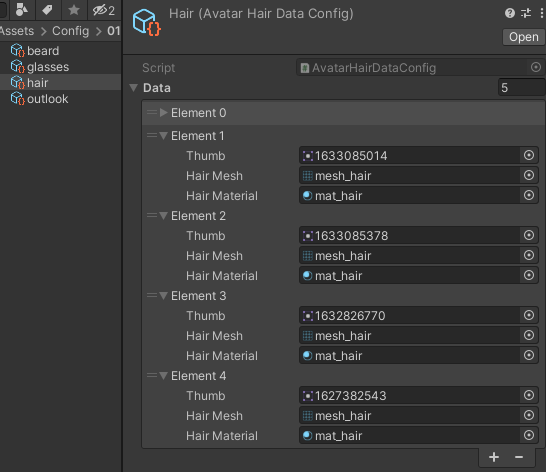 Hair (Avatar Hair Data Config)
2
Open
Assets > Config > 01
beard
glasses
hair
outlook
Script AvatarHairDataConfig
Data 5
Element 0
Element 1
Thumb 1633085014
Hair Mesh mesh_hair
Hair Material mat_hair
Element 2
Thumb 1633085378
Hair Mesh mesh_hair
Hair Material mat_hair
Element 3
Thumb 1632826770
Hair Mesh mesh_hair
Hair Material mat_hair
Element 4
Thumb 1627382543
Hair Mesh mesh_hair
Hair Material mat_hair